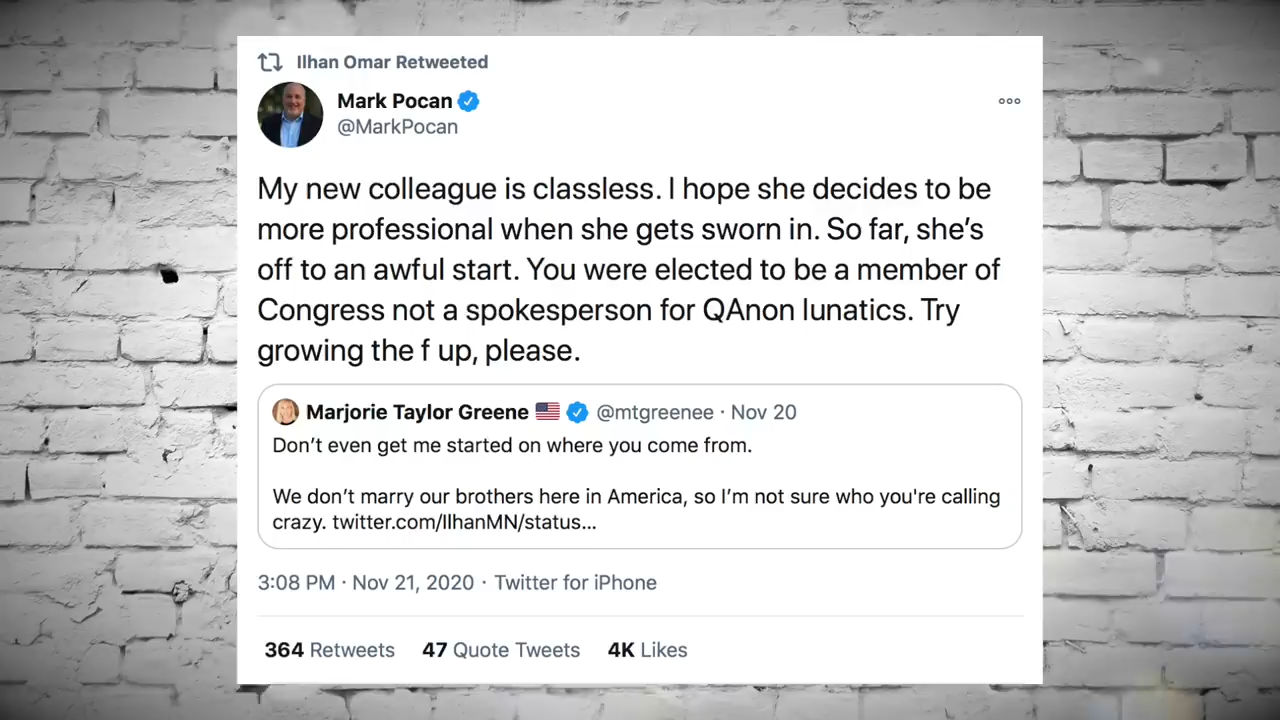 Ilhan Omar Retweeted
Mark Pocan
@MarkPocan
My new colleague is classless. I hope she decides to be
more professional when she gets sworn in. So far, she’s
off to an awful start. You were elected to be a member of
Congress not a spokesperson for QAnon lunatics. Try
growing the f up, please.
Marjorie Taylor Greene 🇺🇸 @mtgreenee · Nov 20
Don’t even get me started on where you come from.
We don’t marry our brothers here in America, so I’m not sure who you're calling
crazy. twitter.com/IlhanMN/status...
3:08 PM · Nov 21, 2020 · Twitter for iPhone
364 Retweets 47 Quote Tweets 4K Likes